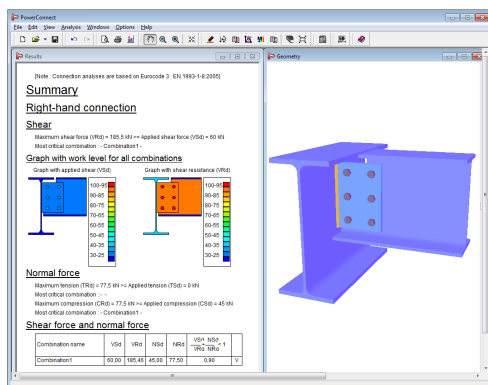 PowerConnect
File Edit View Analysis Windows Options Help
Results
Geometry
[Note : Connection analyses are based on Eurocode 3 : EN 1993-1-8:2005]
Summary
Right-hand connection
Shear
Maximum shear force (VRd) = 185,5 kN >= Applied shear force (VSd) = 60 kN
Most critical combination : - Combination1 -
Graph with work level for all combinations
Graph with applied shear (VSd)
Graph with shear resistance (VRd)
100-95
90-85
80-75
70-65
60-55
50-45
40-35
30-25
100-95
90-85
80-75
70-65
60-55
50-45
40-35
30-25
Normal force
Maximum tension (TRd) = 77,5 kN >= Applied tension (TSd) = 0 kN
Most critical combination : - -
Maximum compression (CRd) = 77,5 kN >= Applied compression (CSd) = 45 kN
Most critical combination : - Combination1 -
Shear force and normal force
Combination name VSd VRd NSd NRd VSd/VRd + NSd/NRd < 1
Combination1 60,00 185,46 45,00 77,50 0,90 V